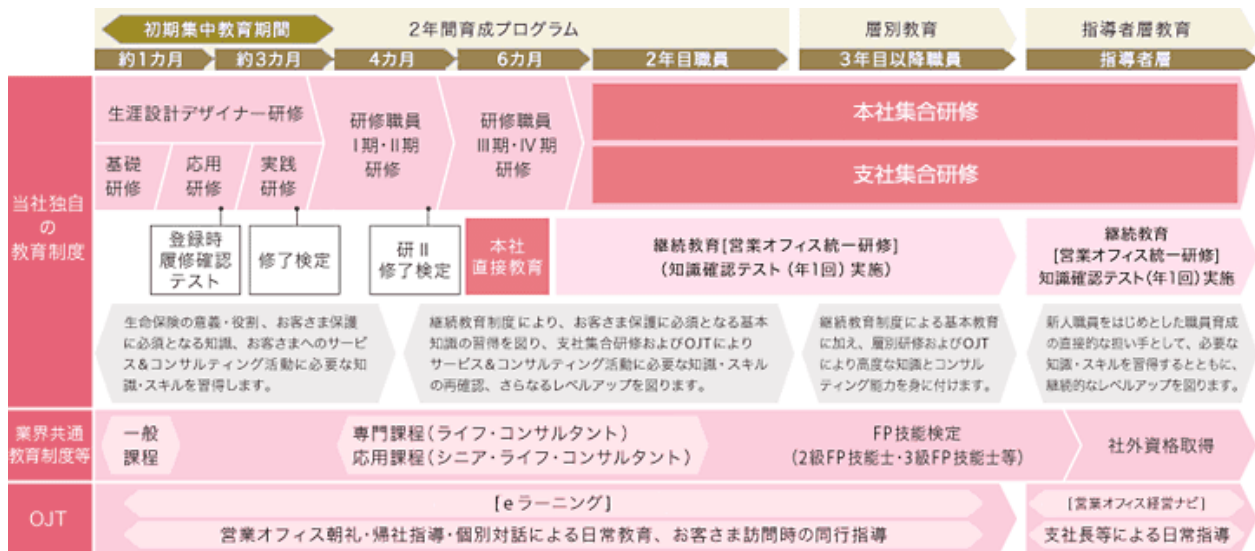 初期集中教育期間
2年間育成プログラム
層別教育
指導者層教育
約1カ月
約3カ月
4カ月
6カ月
2年目職員
3年目以降職員
指導者層
当社独自
の
教育制度
生涯設計デザイナー研修
基礎
研修
応用
研修
実践
研修
研修職員
Ⅰ期・Ⅱ期
研修
研修職員
Ⅲ期・Ⅳ期
研修
本社集合研修
支社集合研修
登録時
履修確認
テスト
修了検定
研Ⅱ
修了検定
本社
直接教育
継続教育[営業オフィス統一研修]
(知識確認テスト(年1回)実施)
継続教育
[営業オフィス統一研修]
知識確認テスト(年1回)実施
生命保険の意義・役割、お客さま保護
に必須となる知識、お客さまへのサービ
ス&コンサルティング活動に必要な知
識・スキルを習得します。
継続教育制度により、お客さま保護に必須となる基本
知識の習得を図り、支社集合研修およびOJTにより
サービス&コンサルティング活動に必要な知識・スキル
の再確認、さらなるレベルアップを図ります。
継続教育制度による基本教育
に加え、層別研修およびOJT
により高度な知識とコンサル
ティング能力を身に付けます。
新人職員をはじめとした職員育成
の直接的な担い手として、必要な
知識・スキルを習得するとともに、
継続的なレベルアップを図ります。
業界共通
教育制度等
一般
課程
専門課程(ライフ・コンサルタント)
応用課程(シニア・ライフ・コンサルタント)
FP技能検定
(2級FP技能士・3級FP技能士等)
社外資格取得
OJT
[eラーニング]
営業オフィス朝礼・帰社指導・個別対話による日常教育、お客さま訪問時の同行指導
[営業オフィス経営ナビ]
支社長等による日常指導